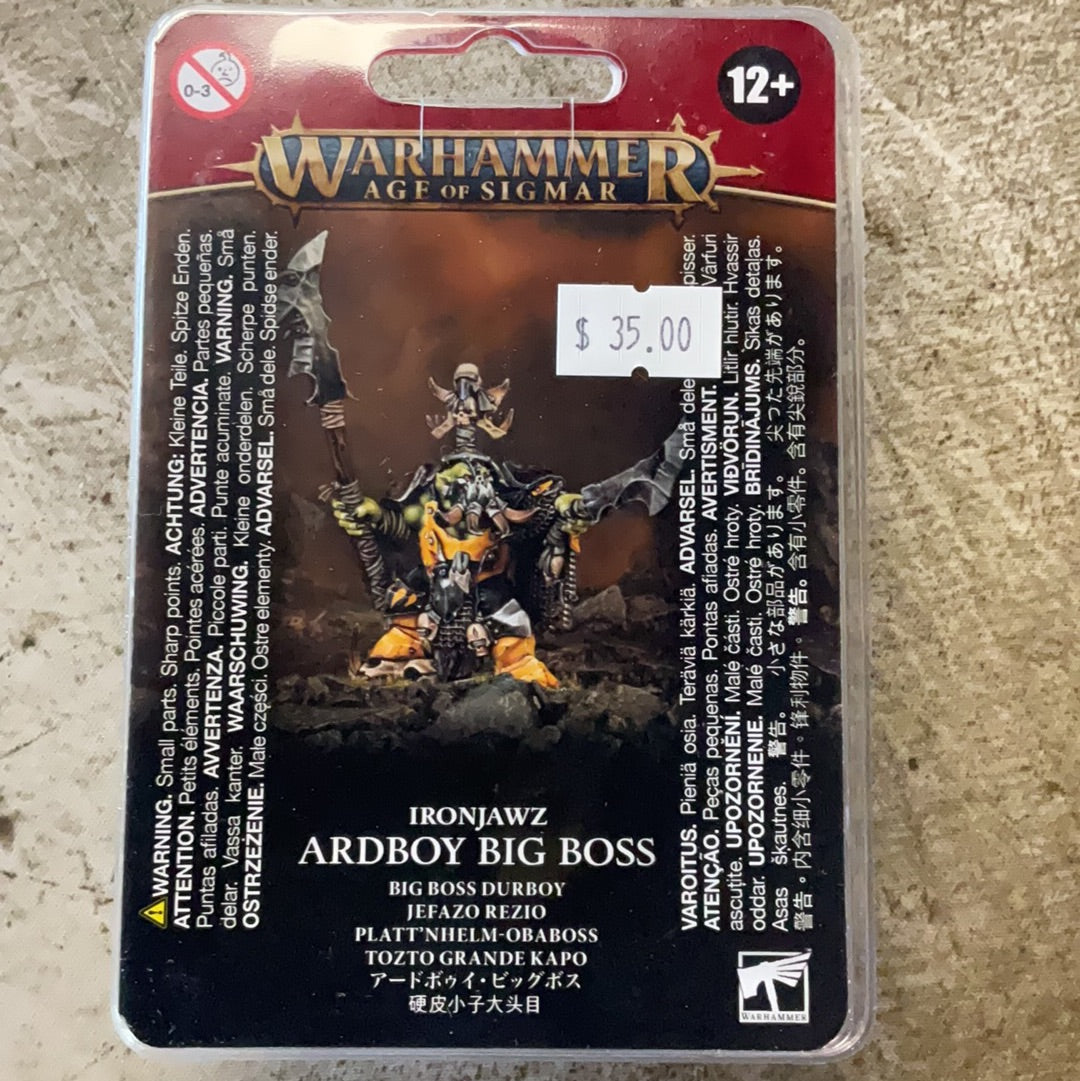 0-3
12+
WARHAMMER
AGE OF SIGMAR
$ 35.00
WARNING. Small parts. Sharp points. ACHTUNG: Kleine Teile. Spitze Enden.
ATTENTION. Petits éléments. Pointes acérées. ADVERTENCIA. Partes pequeñas.
Puntas afiladas. AVVERTENZA. Piccole parti. Punte acuminate. VARNING. Små
delar. Vassa kanter. WAARSCHUWING. Kleine onderdelen. Scherpe punten.
OSTRZEŻENIE. Małe części. Ostre elementy. ADVARSEL. Små dele. Spidse ender.
VAROITUS. Pieniä osia. Teräviä kärkiä. ADVARSEL. Små dele pisser.
ATENÇÃO. Peças pequenas. Pontas afiadas. AVERTISMENT. Vârfuri
ascuțite. UPOZORNĚNÍ. Malé části. Ostré hroty. VIÐVÖRUN. Litlir hlutir. Hvassir
oddar. UPOZORNENIE. Malé časti. Ostré hroty. BRĪDINĀJUMS. Sīkas detaļas.
Asas šķautnes. 警告。 小さな部品があります。 尖った先端があります。
警告。内含细小零件。锋利物件。警告。含有小零件。含有尖銳部分。
IRONJAWZ
ARDBOY BIG BOSS
BIG BOSS DURBOY
JEFAZO REZIO
PLATT'NHELM-OBABOSS
TOZTO GRANDE KAPO
アードボゥイ・ビッグボス
硬皮小子大头目
WARHAMMER